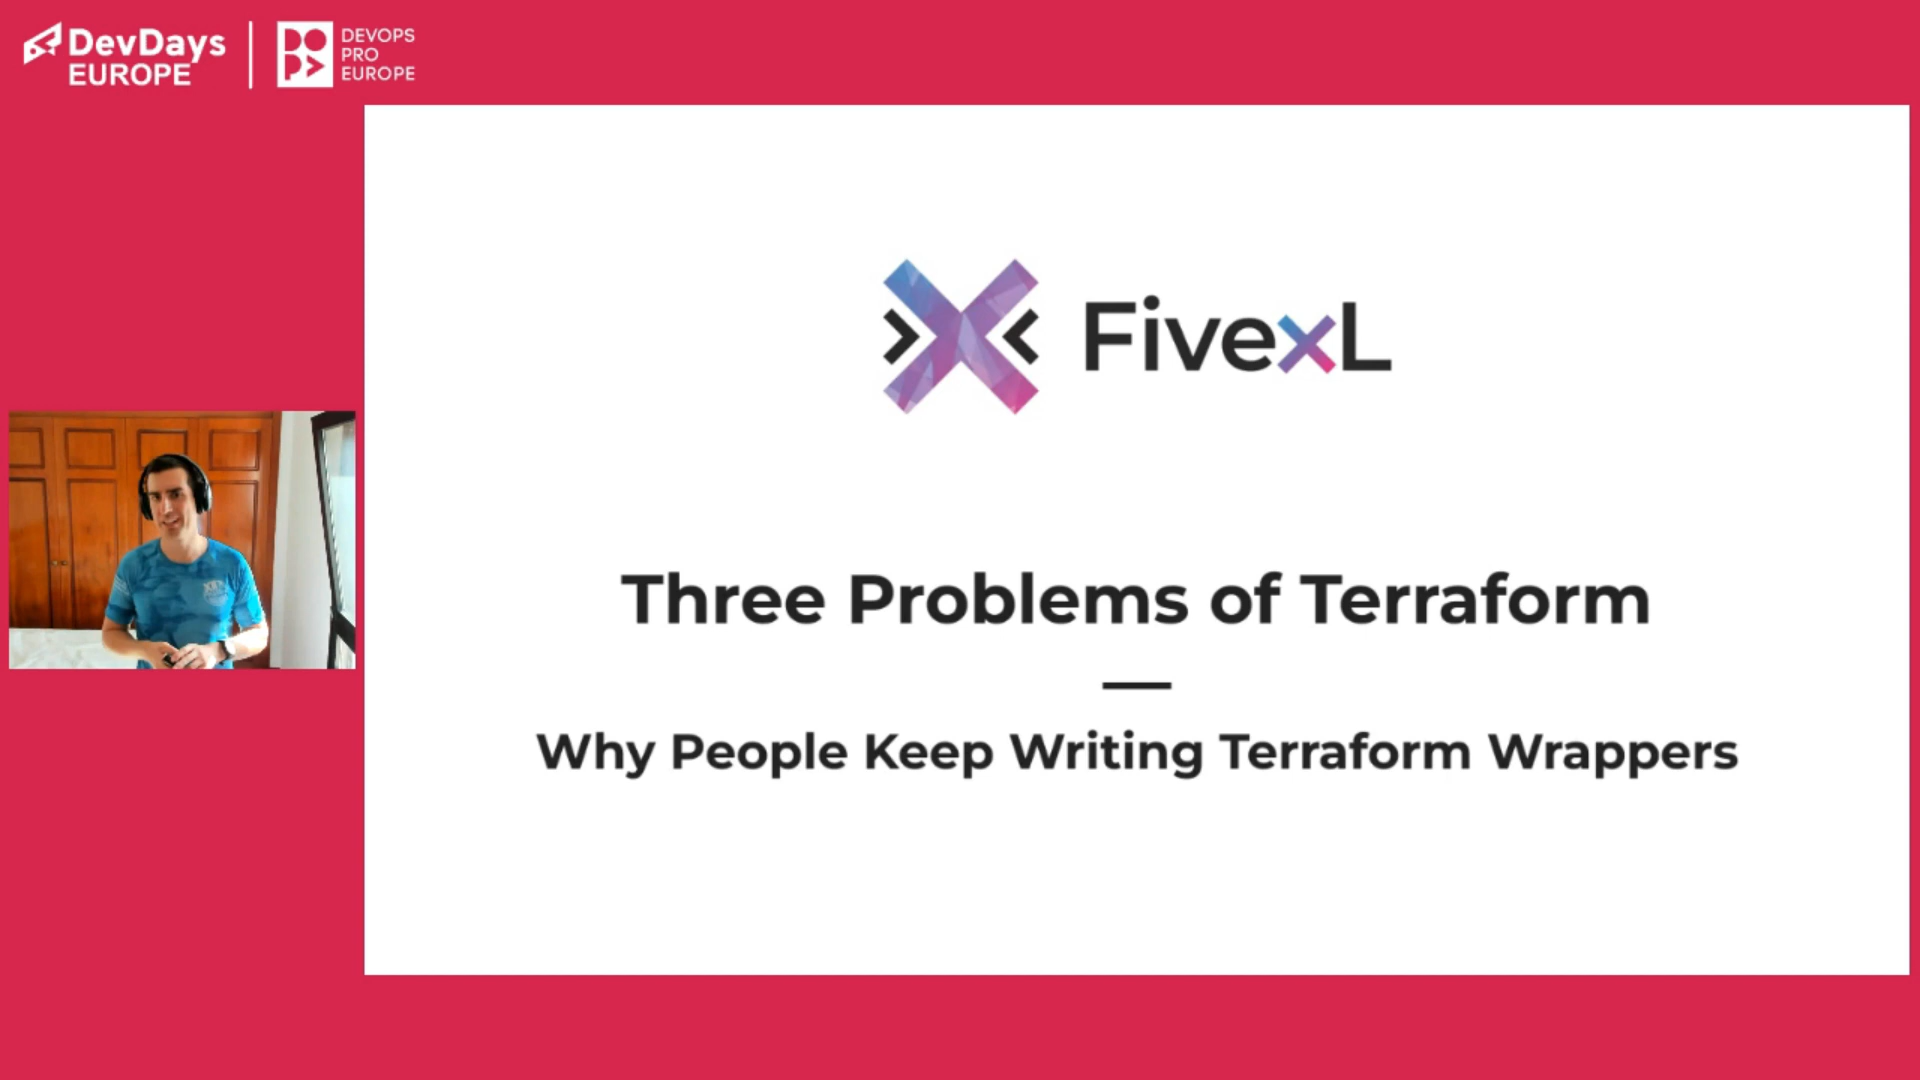 DevDays
EUROPE
DEVOPS
PRO
EUROPE
FivexL
Three Problems of Terraform
—
Why People Keep Writing Terraform Wrappers